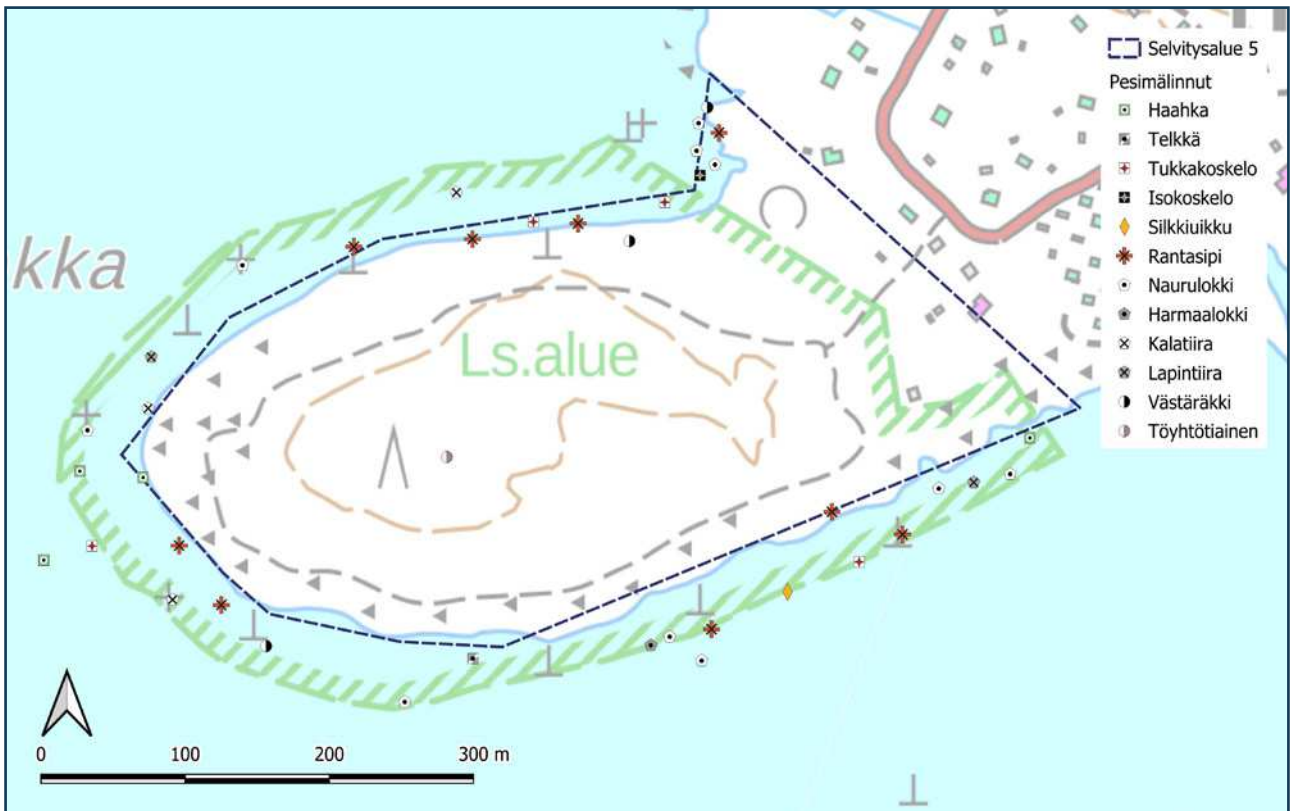 Selvitysalue 5
Pesimälinnut
Haahka
Telkkä
Tukkakoskelo
Isokoskelo
Silkkiuikku
Rantasipi
Naurulokki
Harmaalokki
Kalatiira
Lapintiira
Västäräkki
Töyhtötiainen
kka
Ls.alue
0 100 200 300 m